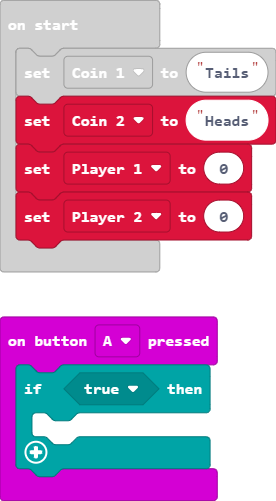 on start
set Coin 1 to "Tails"
set Coin 2 to "Heads"
set Player 1 to 0
set Player 2 to 0
on button A pressed
if true then